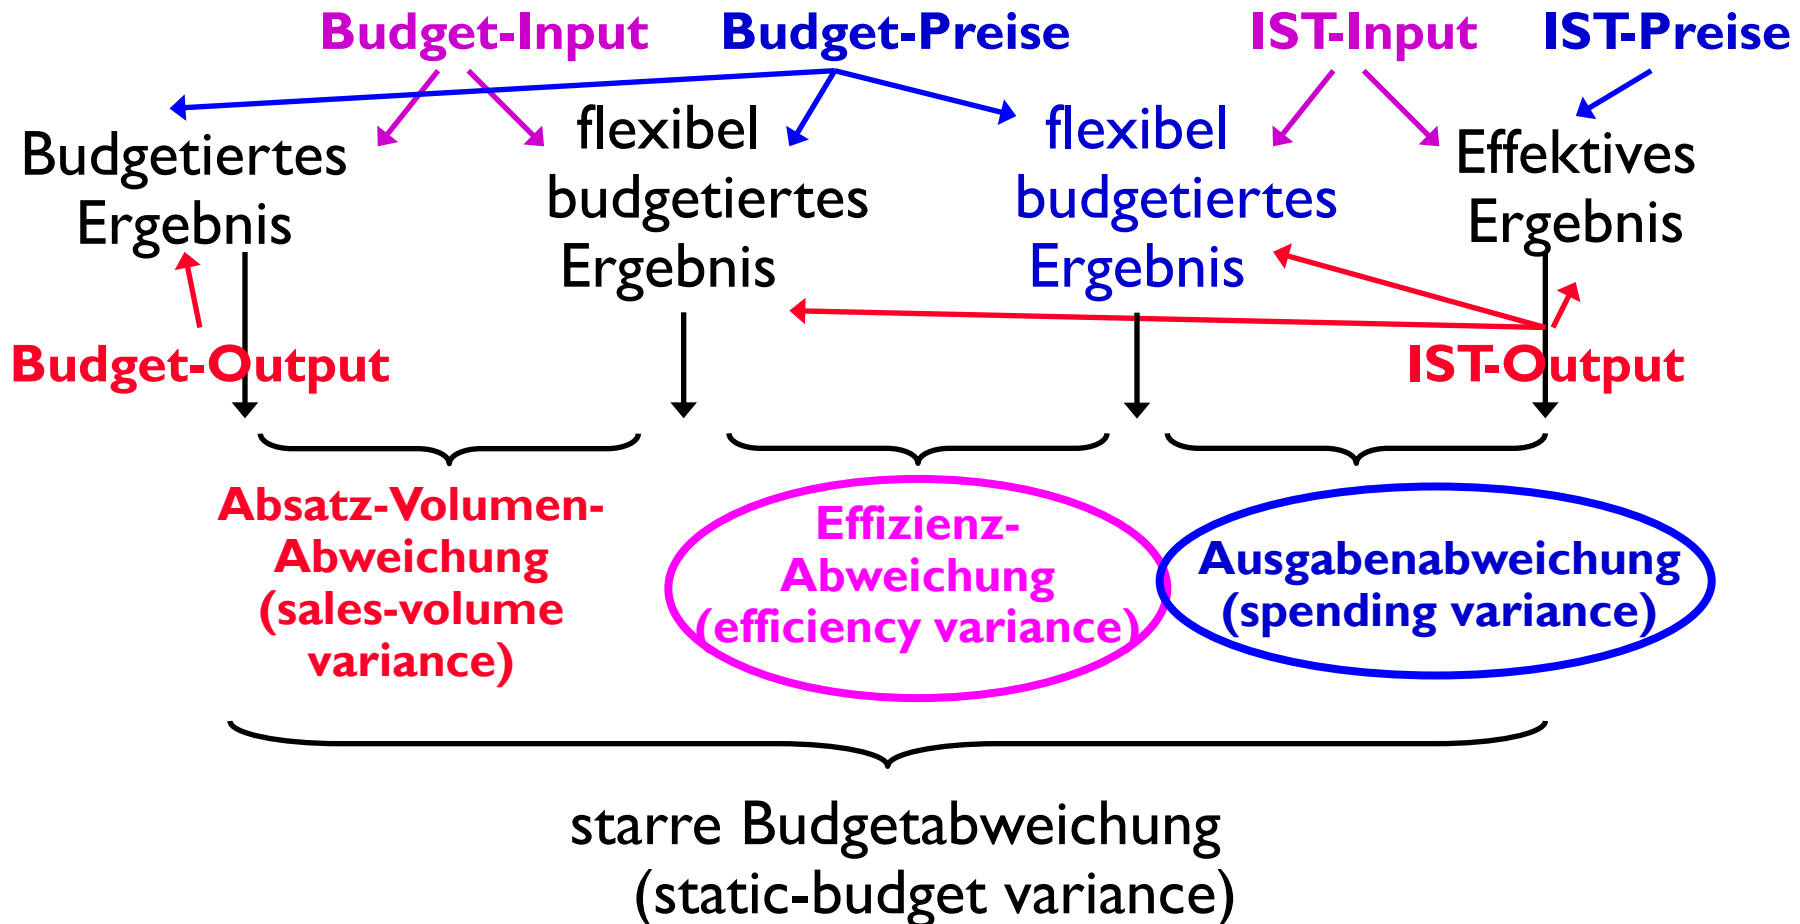 Budget-Input
Budget-Preise
IST-Input
IST-Preise
Budgetiertes
Ergebnis
flexibel
budgetiertes
Ergebnis
flexibel
budgetiertes
Ergebnis
Effektives
Ergebnis
Budget-Output
IST-Output
Absatz-Volumen-
Abweichung
(sales-volume
variance)
Effizienz-
Abweichung
(efficiency variance)
Ausgabenabweichung
(spending variance)
starre Budgetabweichung
(static-budget variance)